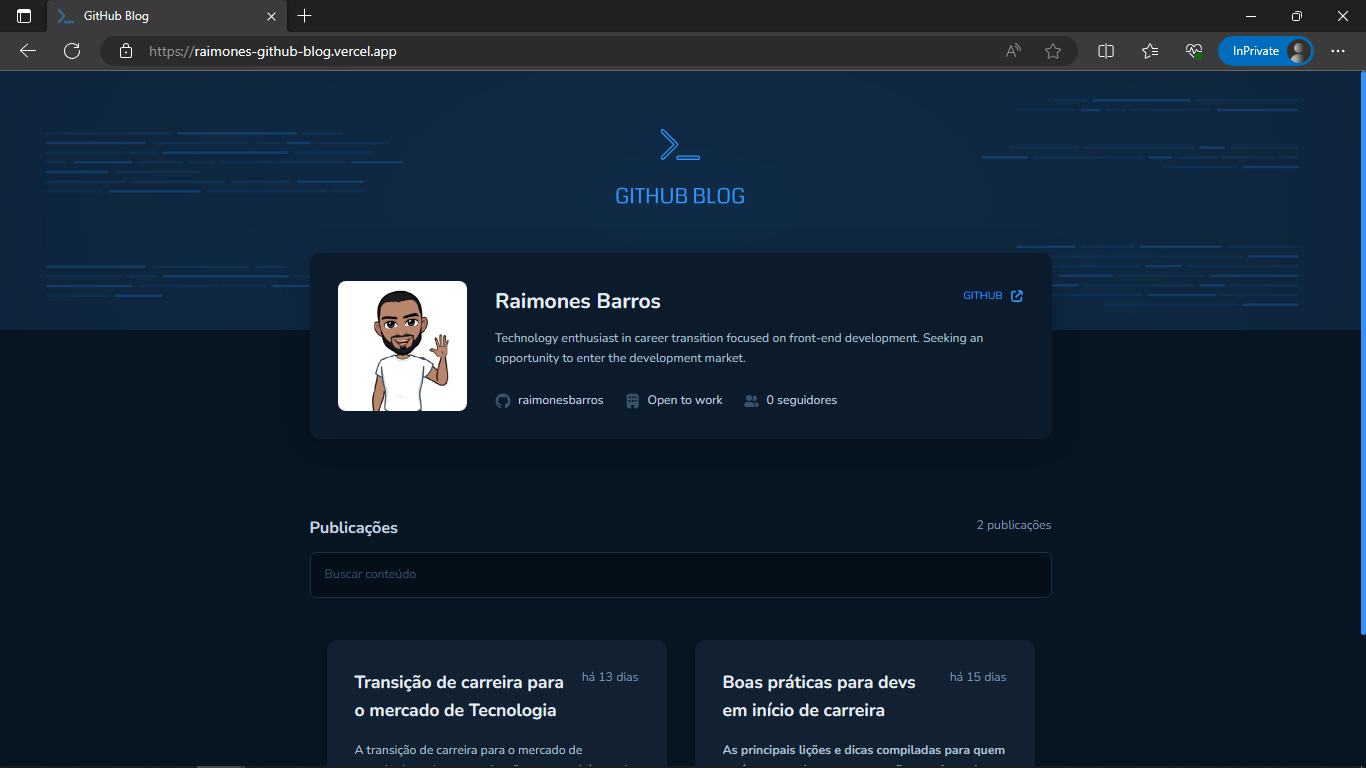 GitHub Blog
https://raimones-github-blog.vercel.app
InPrivate
GITHUB BLOG
Raimones Barros
GITHUB
Technology enthusiast in career transition focused on front-end development. Seeking an
opportunity to enter the development market.
raimonesbarros
Open to work
0 seguidores
Publicações
2 publicações
Buscar conteúdo
Transição de carreira para
o mercado de Tecnologia
há 13 dias
A transição de carreira para o mercado de
Boas práticas para devs
em início de carreira
há 15 dias
As principais lições e dicas compiladas para quem